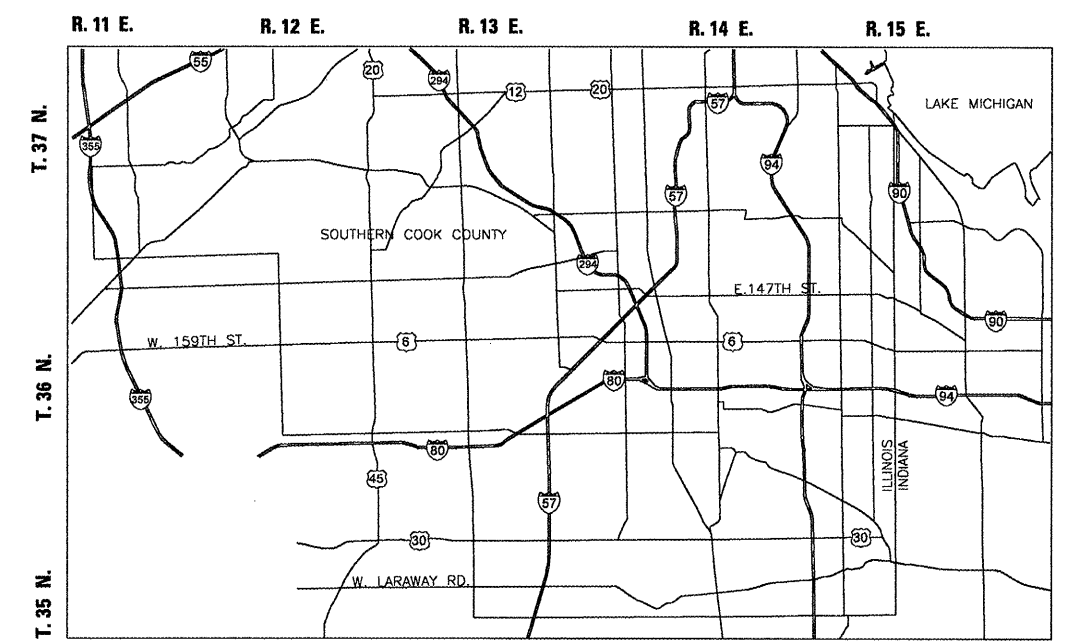 R. 11 E. R. 12 E. R. 13 E. R. 14 E. R. 15 E.
T. 37 N.
T. 36 N.
T. 35 N.
55
20
294
12
20
57
LAKE MICHIGAN
355
94
57
90
SOUTHERN COOK COUNTY
294
E.147TH ST.
90
W. 159TH ST.
6
6
80
355
94
80
ILLINOIS
INDIANA
45
57
30
30
W. LARAWAY RD.